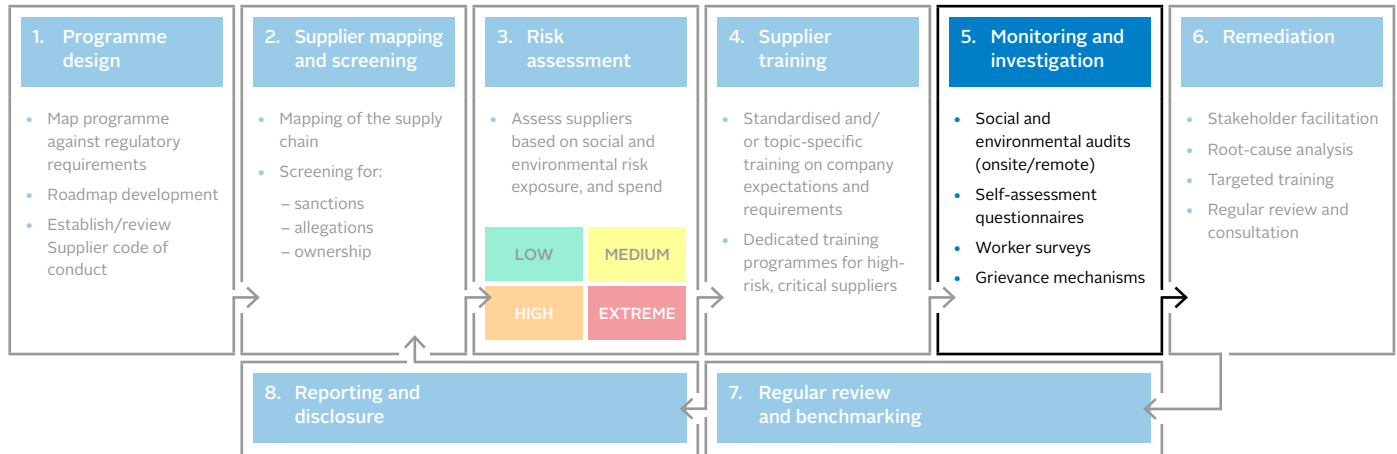 1. Programme
design
• Map programme
against regulatory
requirements
• Roadmap development
• Establish/review
Supplier code of
conduct
2. Supplier mapping
and screening
• Mapping of the supply
chain
• Screening for:
– sanctions
– allegations
– ownership
3. Risk
assessment
• Assess suppliers
based on social and
environmental risk
exposure, and spend
LOW
MEDIUM
HIGH
EXTREME
4. Supplier
training
• Standardised and/
or topic-specific
training on company
expectations and
requirements
• Dedicated training
programmes for high-
risk, critical suppliers
5. Monitoring and
investigation
• Social and
environmental audits
(onsite/remote)
• Self-assessment
questionnaires
• Worker surveys
• Grievance mechanisms
6. Remediation
• Stakeholder facilitation
• Root-cause analysis
• Targeted training
• Regular review and
consultation
8. Reporting and
disclosure
7. Regular review
and benchmarking